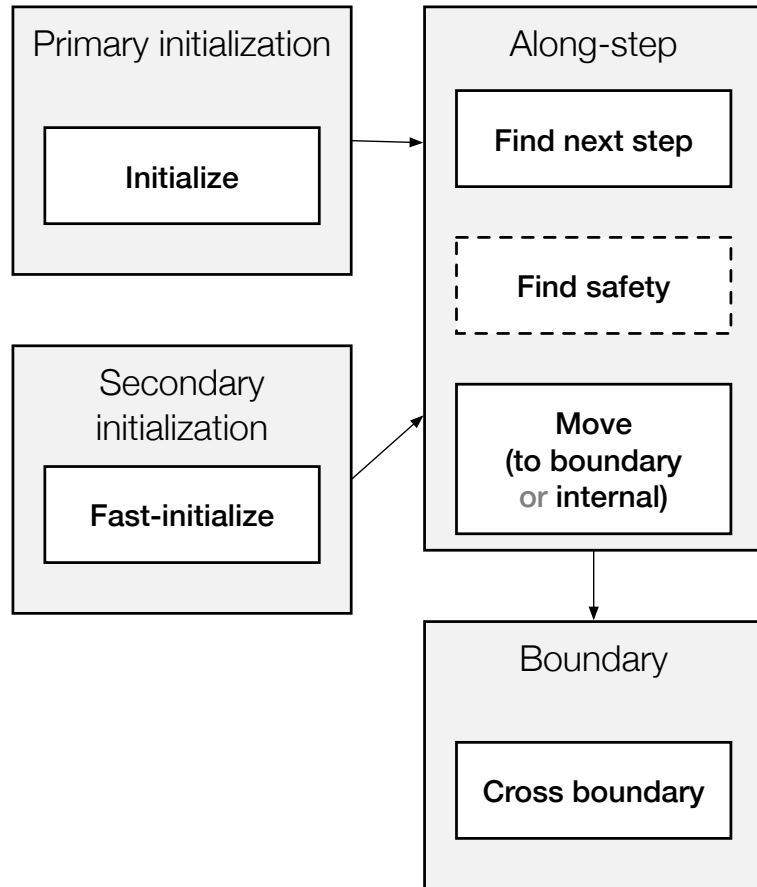 Primary initialization
Initialize
Secondary
initialization
Fast-initialize
Along-step
Find next step
Find safety
Move
(to boundary
or internal)
Boundary
Cross boundary